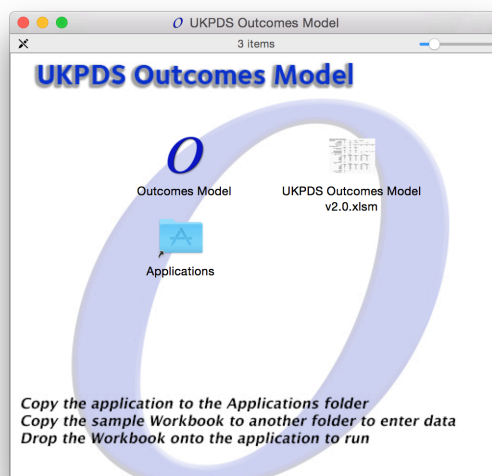 O UKPDS Outcomes Model
3 items
UKPDS Outcomes Model
O
Outcomes Model
UKPDS Outcomes Model
v2.0.xlsm
Applications
Copy the application to the Applications folder
Copy the sample Workbook to another folder to enter data
Drop the Workbook onto the application to run